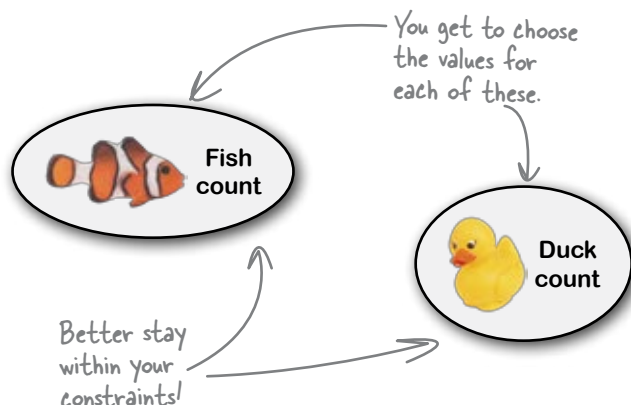 You get to choose
the values for
each of these.
Fish
count
Duck
count
Better stay
within your
constraints!